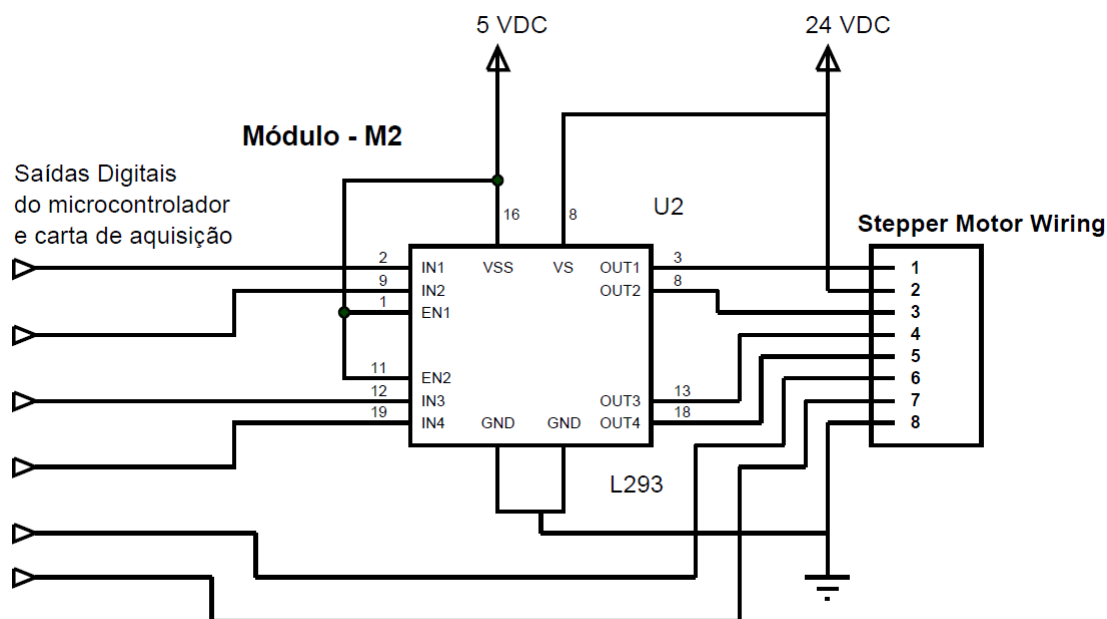 5 VDC
24 VDC
Módulo - M2
Saídas Digitais
do microcontrolador
e carta de aquisição
16
8
U2
Stepper Motor Wiring
2
IN1
VSS
VS
OUT1
3
1
9
IN2
OUT2
8
2
1
EN1
3
4
5
11
EN2
6
12
IN3
OUT3
13
7
19
IN4
GND
GND
OUT4
18
8
L293